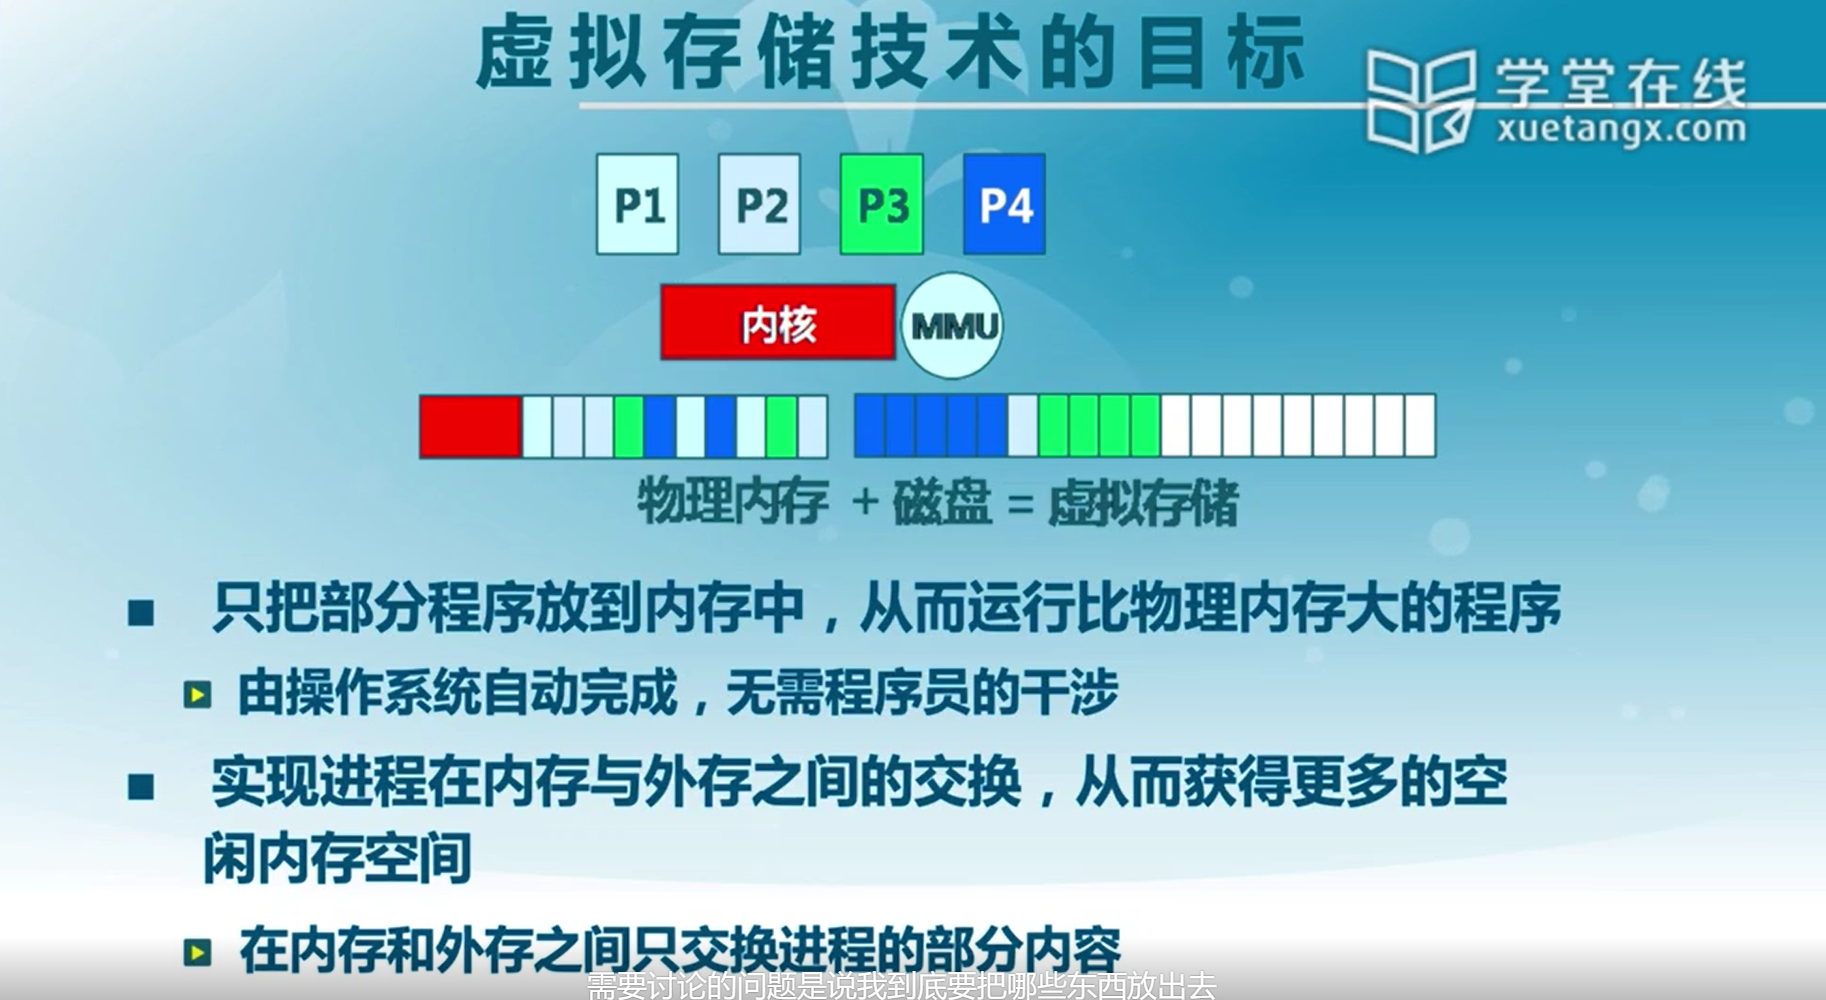 虚拟存储技术的目标
学堂在线
xuetangx.com
P1 P2 P3 P4
内核 MMU
物理内存 + 磁盘 = 虚拟存储
只把部分程序放到内存中，从而运行比物理内存大的程序
由操作系统自动完成，无需程序员的干涉
实现进程在内存与外存之间的交换，从而获得更多的空
闲内存空间
在内存和外存之间只交换进程的部分内容
需要讨论的问题是说我到底要把哪些东西放出去